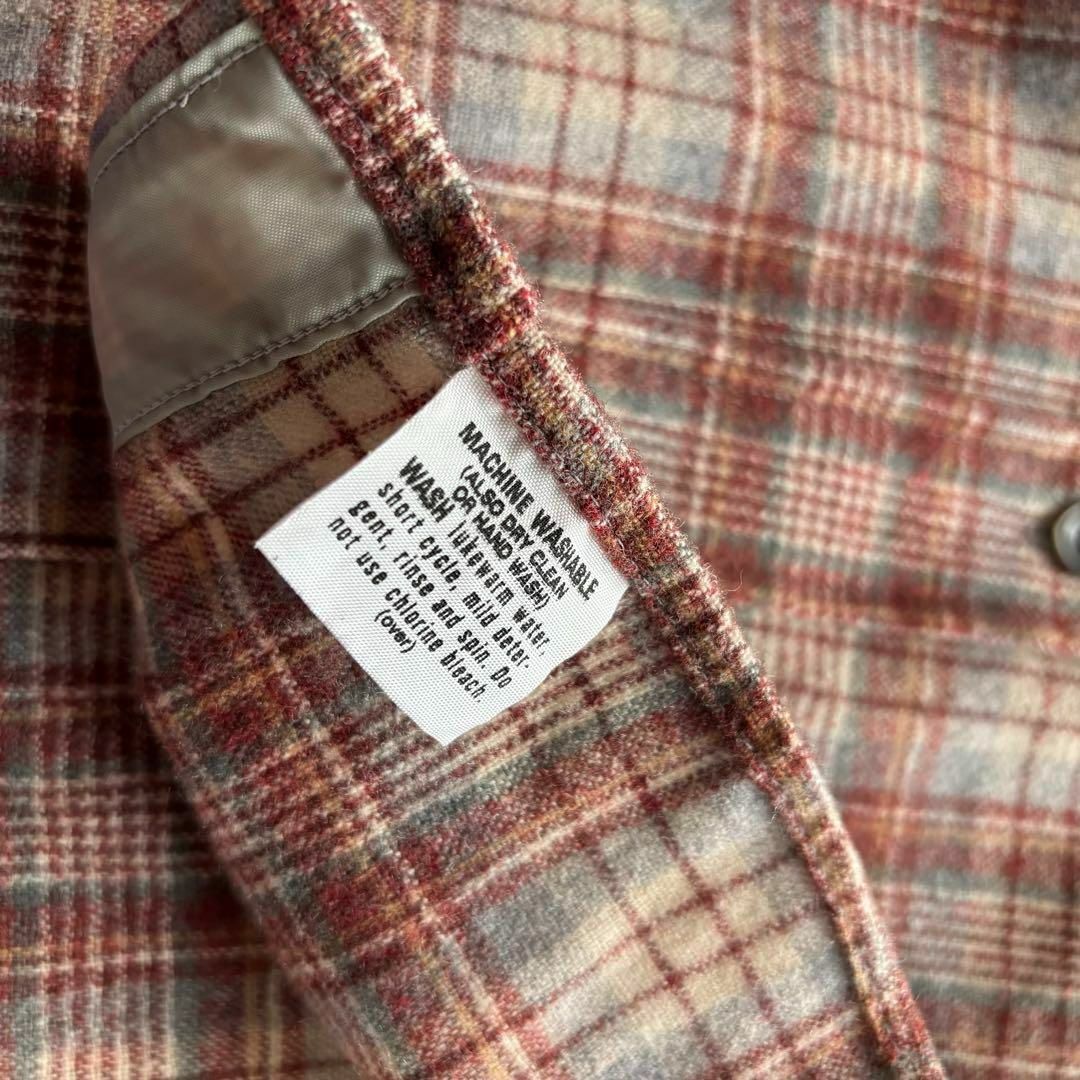 MACHINE WASHABLE
(ALSO DRY CLEAN
OR HAND WASH)
WASH lukewarm water.
short cycle, mild deter-
gent, rinse and spin. Do
not use chlorine bleach.
(over)